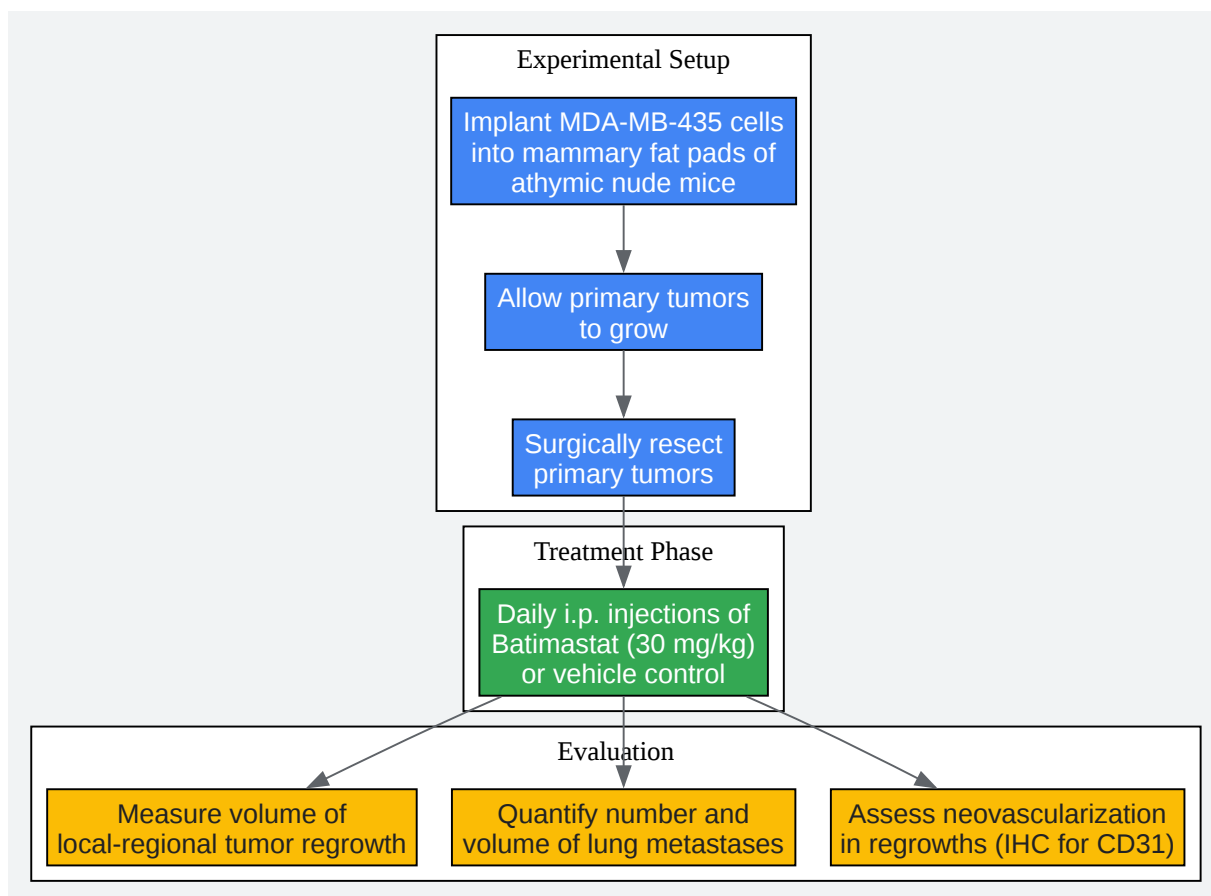 Experimental Setup
Implant MDA-MB-435 cells
into mammary fat pads of
athymic nude mice
Allow primary tumors
to grow
Surgically resect
primary tumors
Treatment Phase
Daily i.p. injections of
Batimastat (30 mg/kg)
or vehicle control
Evaluation
Measure volume of
local-regional tumor regrowth
Quantify number and
volume of lung metastases
Assess neovascularization
in regrowths (IHC for CD31)